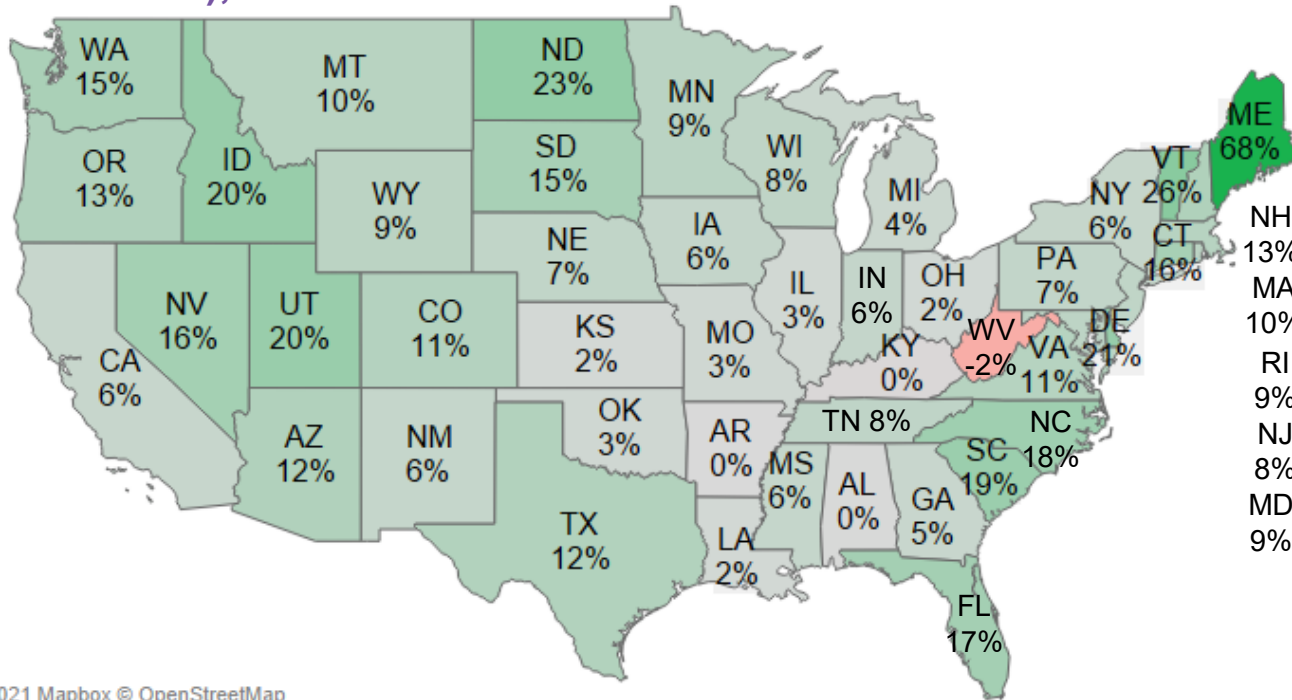 WA
15%
MT
10%
ND
23%
MN
9%
ME
68%
OR
13%
ID
20%
SD
15%
WI
8%
VT
26%
WY
9%
MI
4%
NY
6%
NH
13%
NE
7%
IA
6%
CT
16%
NV
16%
UT
20%
CO
11%
IL
3%
IN
6%
OH
2%
PA
7%
MA
10%
CA
6%
KS
2%
MO
3%
KY
0%
WV
-2%
VA
11%
DE
21%
RI
9%
AZ
12%
NM
6%
OK
3%
AR
0%
TN 8%
NC
18%
NJ
8%
MS
6%
AL
0%
GA
5%
SC
19%
MD
9%
TX
12%
LA
2%
FL
17%
021 Mapbox © OpenStreetMap